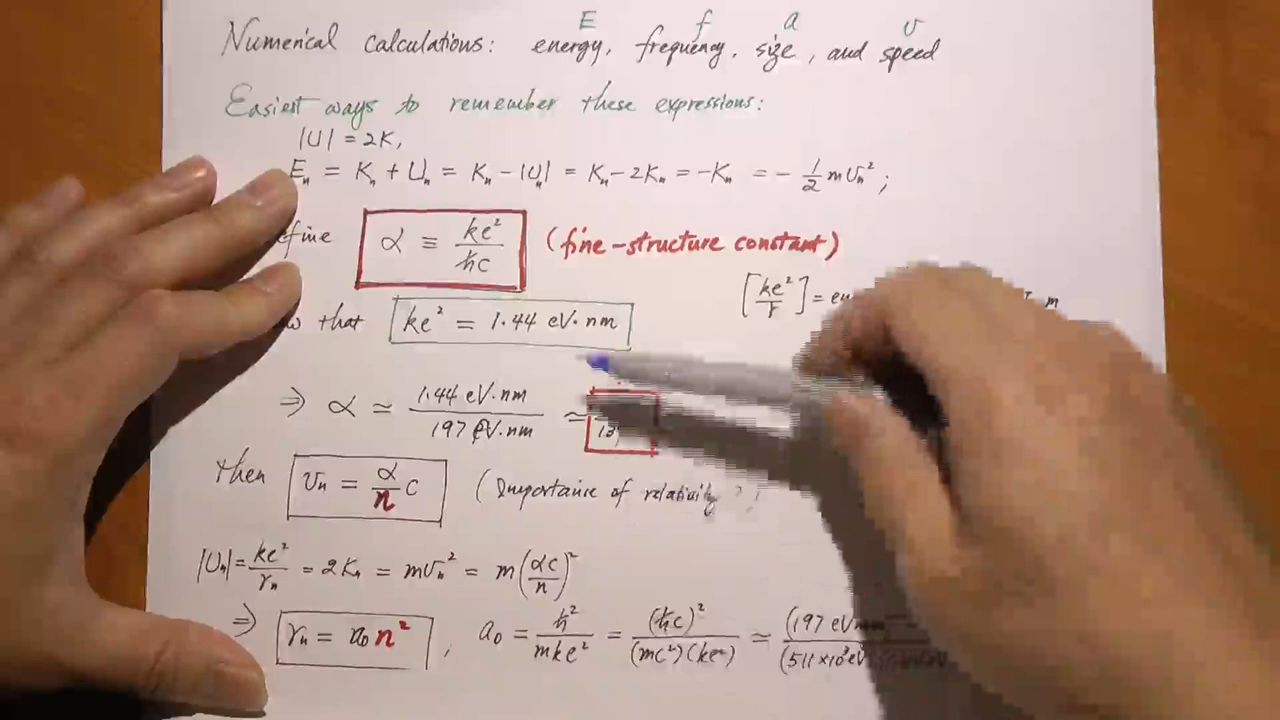 E f a v
Numerical calculations: energy, frequency, size, and speed
Easiest ways to remember these expressions:
|U| = 2K,
Eₙ = Kₙ + Uₙ = Kₙ - |Uₙ| = Kₙ - 2Kₙ = -Kₙ = - 1/2 mvₙ²;
α ≡ ke²/ħc (fine-structure constant)
[ke²/r] = m
that ke² = 1.44 eV·nm
⇒ α ≃ 1.44 eV·nm / 197 eV·nm ≃
then vₙ = α/n c (Importance of relativity ?)
|Uₙ| = ke²/rₙ = 2Kₙ = mvₙ² = m(αc/n)²
⇒ rₙ = a₀n², a₀ = ħ²/mke² = (ħc)²/(mc²)(ke²) ≃ (197 eV / (511×10³eV